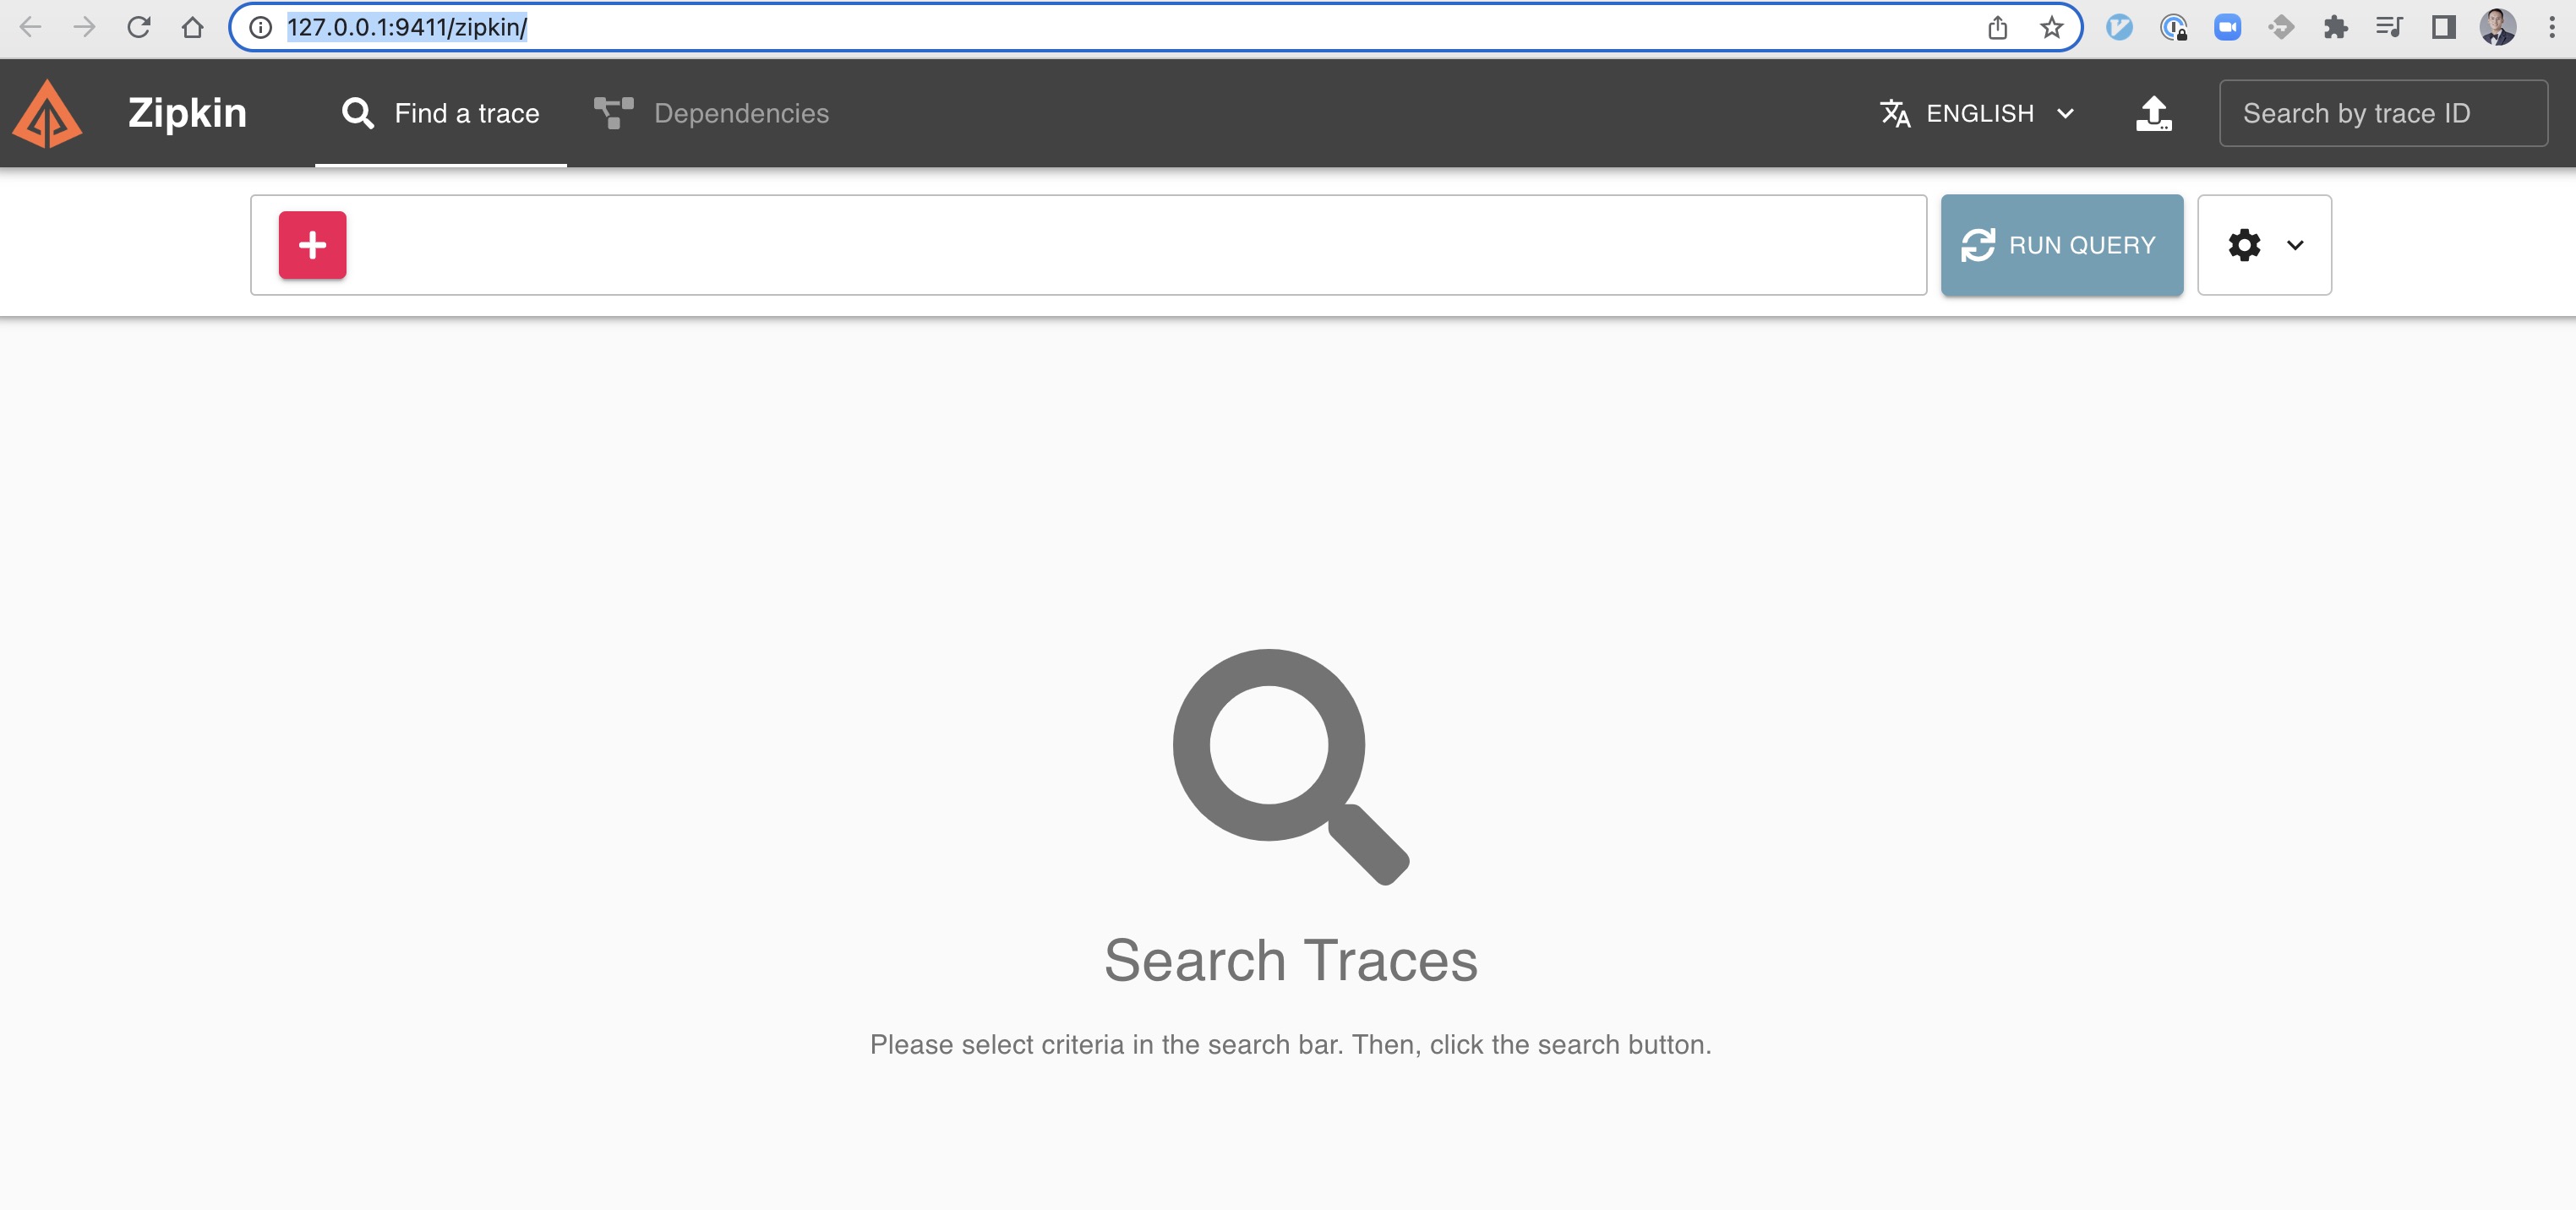 127.0.0.1:9411/zipkin/
Zipkin
Find a trace
Dependencies
ENGLISH
Search by trace ID
RUN QUERY
Search Traces
Please select criteria in the search bar. Then, click the search button.